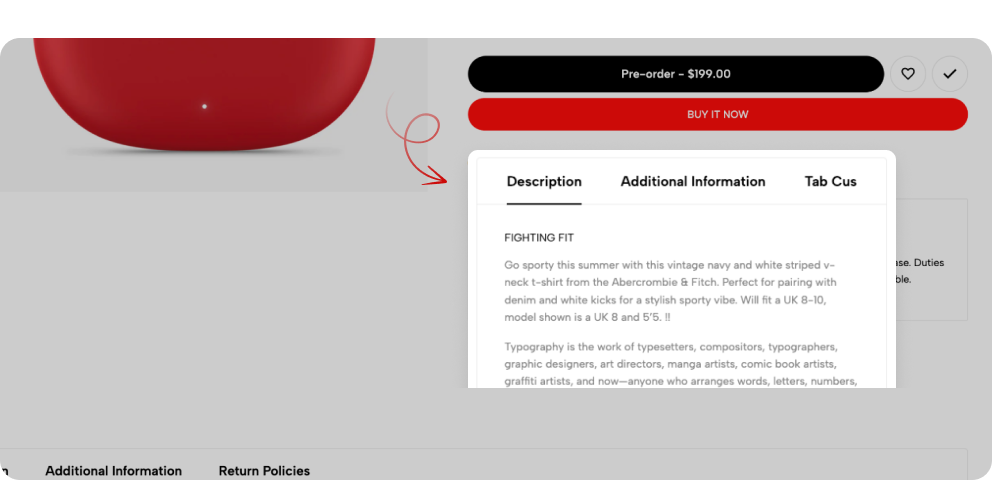 Pre-order - $199.00
BUY IT NOW
Description Additional Information Tab Cus
FIGHTING FIT
Go sporty this summer with this vintage navy and white striped v-
neck t-shirt from the Abercrombie & Fitch. Perfect for pairing with
denim and white kicks for a stylish sporty vibe. Will fit a UK 8-10,
model shown is a UK 8 and 5'5. !!
Typography is the work of typesetters, compositors, typographers,
graphic designers, art directors, manga artists, comic book artists,
graffiti artists, and now—anyone who arranges words, letters, numbers,
Duties
Additional Information Return Policies